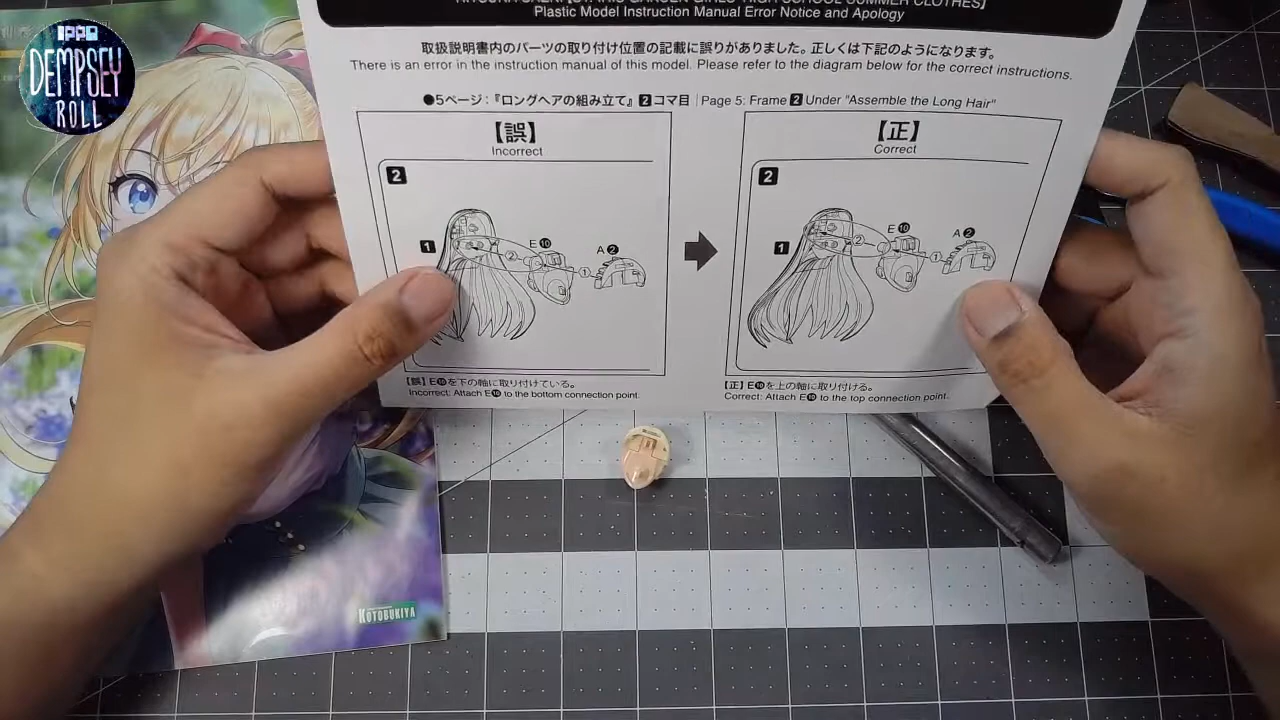 IPPO
DEMPSEY
ROLL
Plastic Model Instruction Manual Error Notice and Apology
取扱説明書内のパーツの取り付け位置の記載に誤りがありました。正しくは下記のようになります。
There is an error in the instruction manual of this model. Please refer to the diagram below for the correct instructions.
●5ページ：『ロングヘアの組み立て』2コマ目 | Page 5: Frame 2 Under "Assemble the Long Hair"
【誤】
Incorrect
2
1
E10
A2
2
1
【誤】E10を下の軸に取り付けている。
Incorrect: Attach E10 to the bottom connection point.
【正】
Correct
2
1
E10
A2
2
1
【正】E10を上の軸に取り付ける。
Correct: Attach E10 to the top connection point.
KOTOBUKIYA